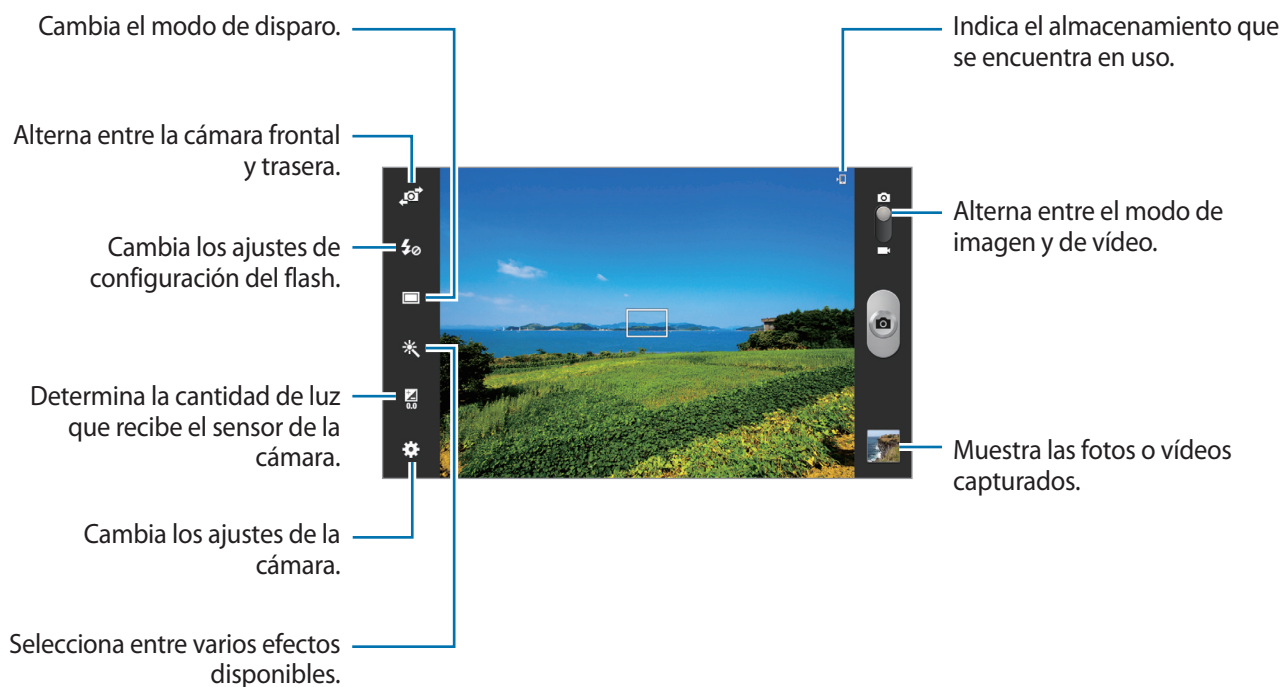 Cambia el modo de disparo.
Alterna entre la cámara frontal
y trasera.
Cambia los ajustes de
configuración del flash.
Determina la cantidad de luz
que recibe el sensor de la
cámara.
Cambia los ajustes de la
cámara.
Selecciona entre varios efectos
disponibles.
0.0
Indica el almacenamiento que
se encuentra en uso.
Alterna entre el modo de
imagen y de vídeo.
Muestra las fotos o vídeos
capturados.